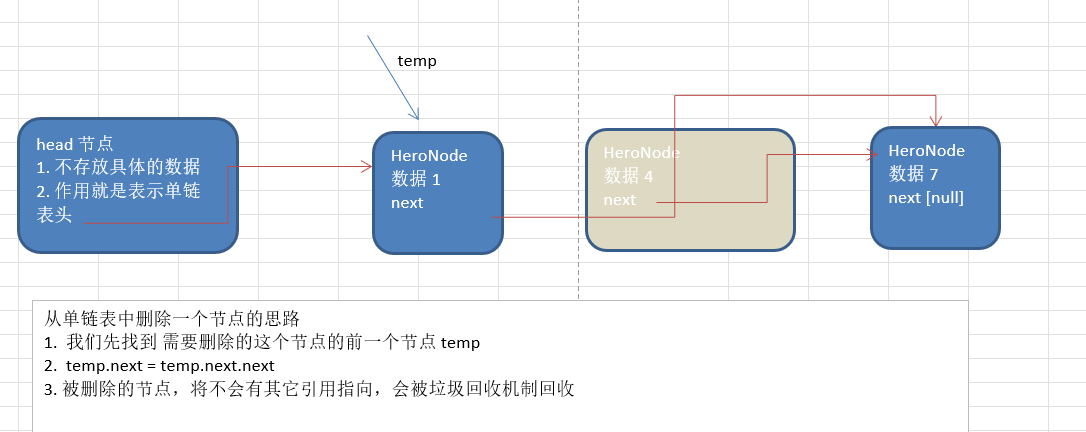 temp
head 节点
1. 不存放具体的数据
2. 作用就是表示单链
表头
HeroNode
数据 1
next
HeroNode
数据 4
next
HeroNode
数据 7
next [null]
从单链表中删除一个节点的思路
1. 我们先找到 需要删除的这个节点的前一个节点 temp
2. temp.next = temp.next.next
3. 被删除的节点，将不会有其它引用指向，会被垃圾回收机制回收